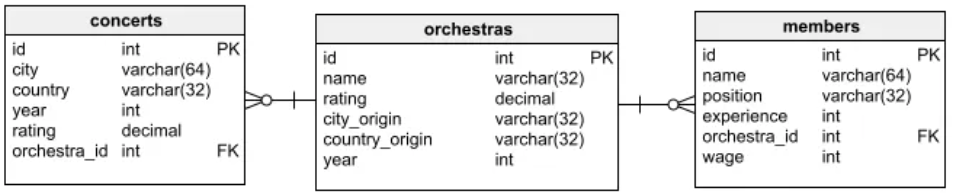 concerts
id int PK
city varchar(64)
country varchar(32)
year int
rating decimal
orchestra_id int FK
orchestras
id int PK
name varchar(32)
rating decimal
city_origin varchar(32)
country_origin varchar(32)
year int
members
id int PK
name varchar(64)
position varchar(32)
experience int
orchestra_id int FK
wage int